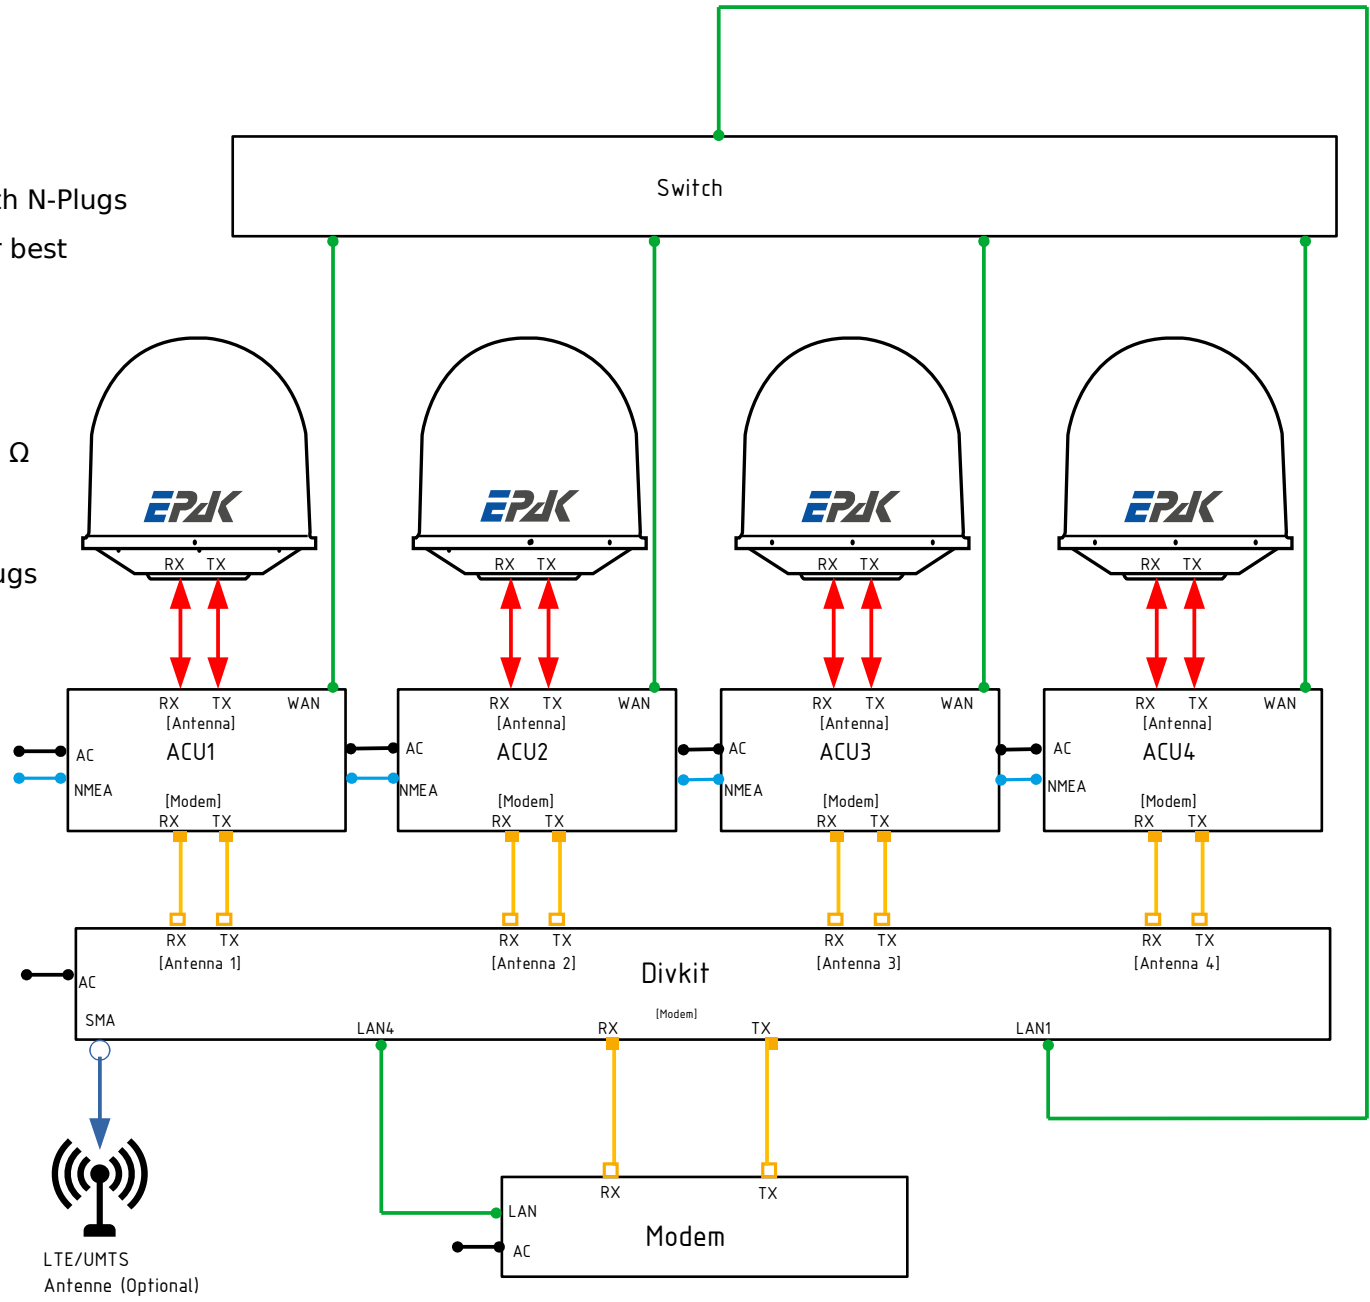 Switch
N-Plugs
best
Ω
EPAK
EPAK
EPAK
EPAK
RX TX
RX TX
RX TX
RX TX
RX TX WAN
[Antenna]
ACU1
AC
NMEA
[Modem]
RX TX
RX TX WAN
[Antenna]
ACU2
AC
NMEA
[Modem]
RX TX
RX TX WAN
[Antenna]
ACU3
AC
NMEA
[Modem]
RX TX
RX TX WAN
[Antenna]
ACU4
AC
NMEA
[Modem]
RX TX
RX TX
[Antenna 1]
RX TX
[Antenna 2]
RX TX
[Antenna 3]
RX TX
[Antenna 4]
Divkit
AC
SMA
LAN4
[Modem]
RX TX
LAN1
RX TX
LAN
AC
Modem
LTE/UMTS
Antenne (Optional)